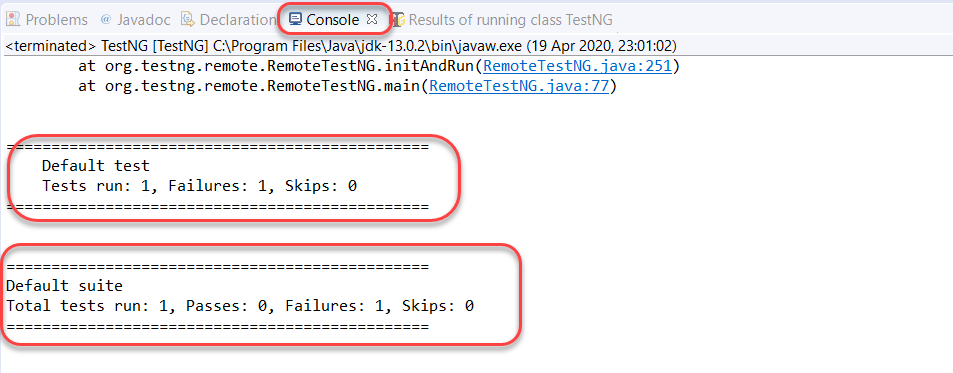 Problems @ Javadoc Declaration Console Results of running class TestNG
<terminated> TestNG [TestNG] C:\Program Files\Java\jdk-13.0.2\bin\javaw.exe (19 Apr 2020, 23:01:02)
at org.testng.remote.RemoteTestNG.initAndRun(RemoteTestNG.java:251)
at org.testng.remote.RemoteTestNG.main(RemoteTestNG.java:77)
===============================================
Default test
Tests run: 1, Failures: 1, Skips: 0
===============================================
===============================================
Default suite
Total tests run: 1, Passes: 0, Failures: 1, Skips: 0
===============================================